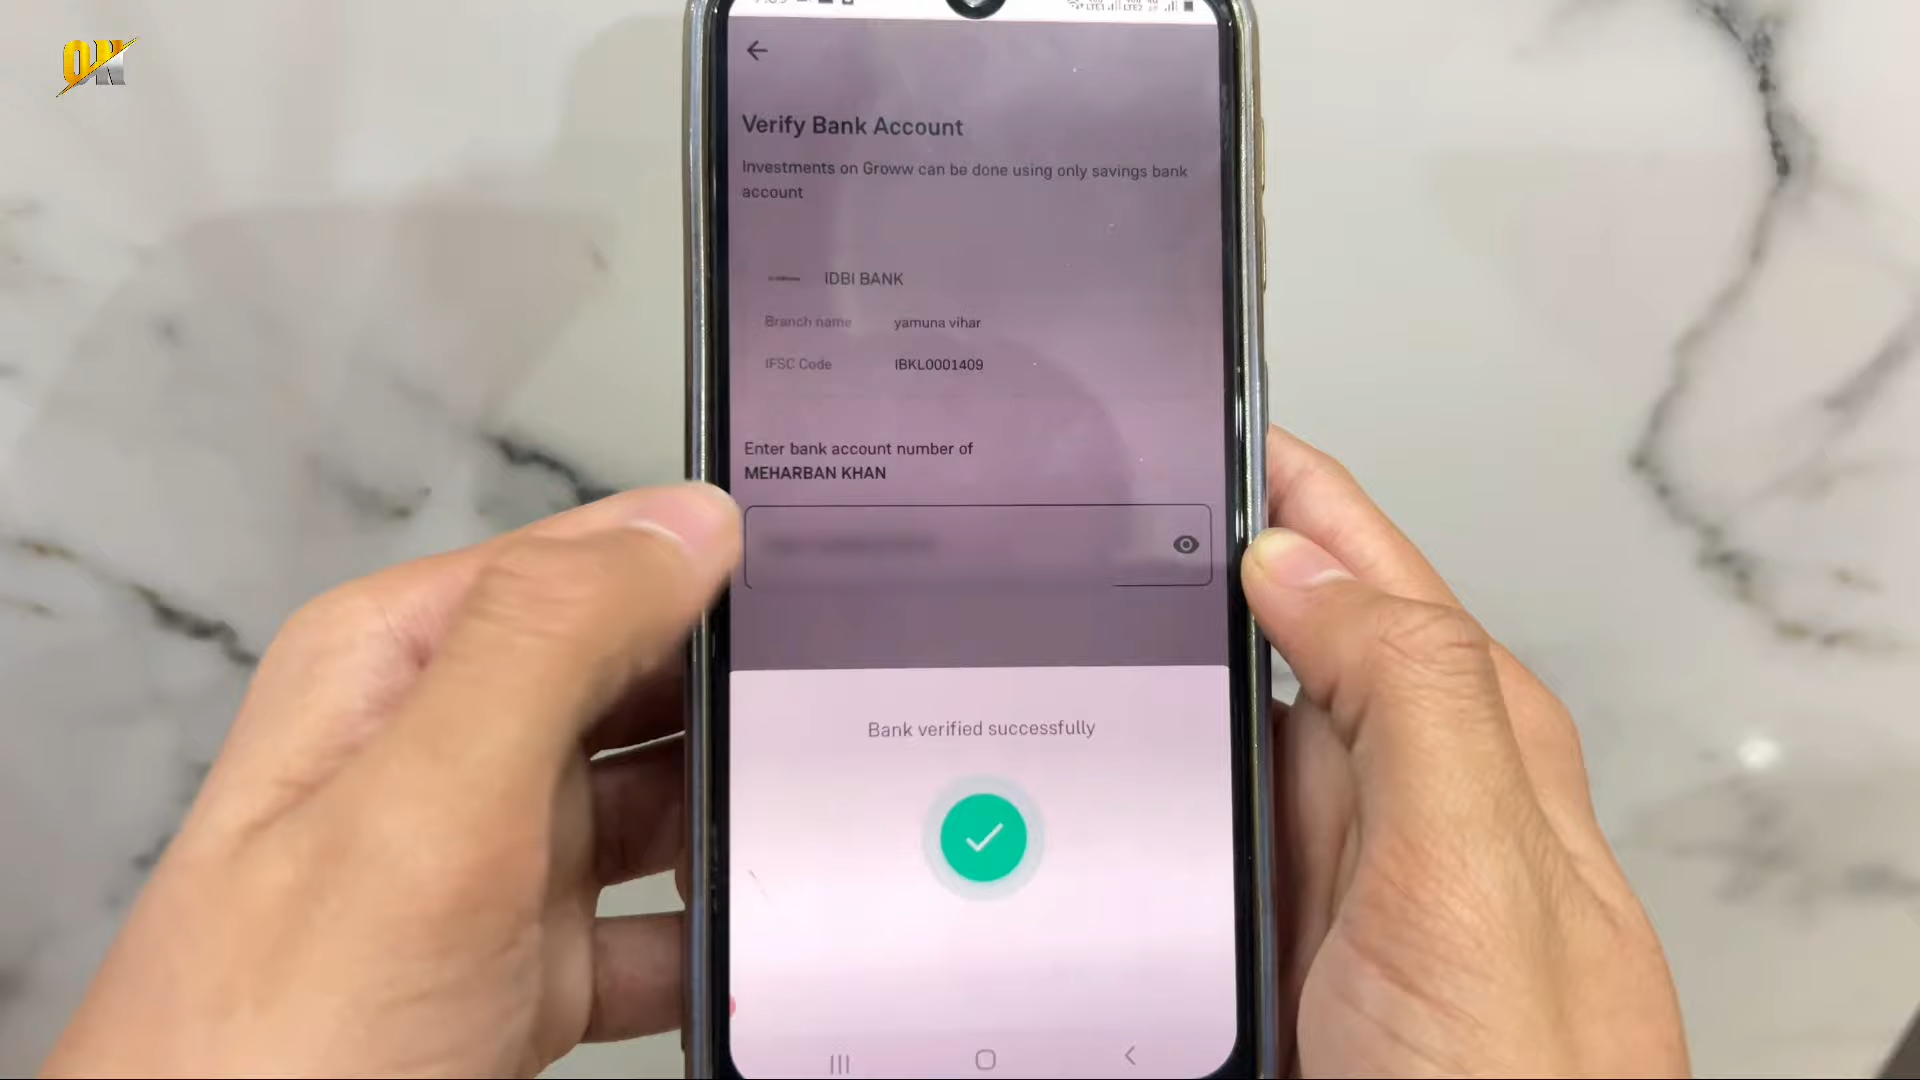 Verify Bank Account
Investments on Groww can be done using only savings bank
account
IDBI BANK
Branch name yamuna vihar
IFSC Code IBKL0001409
Enter bank account number of
MEHARBAN KHAN
Bank verified successfully